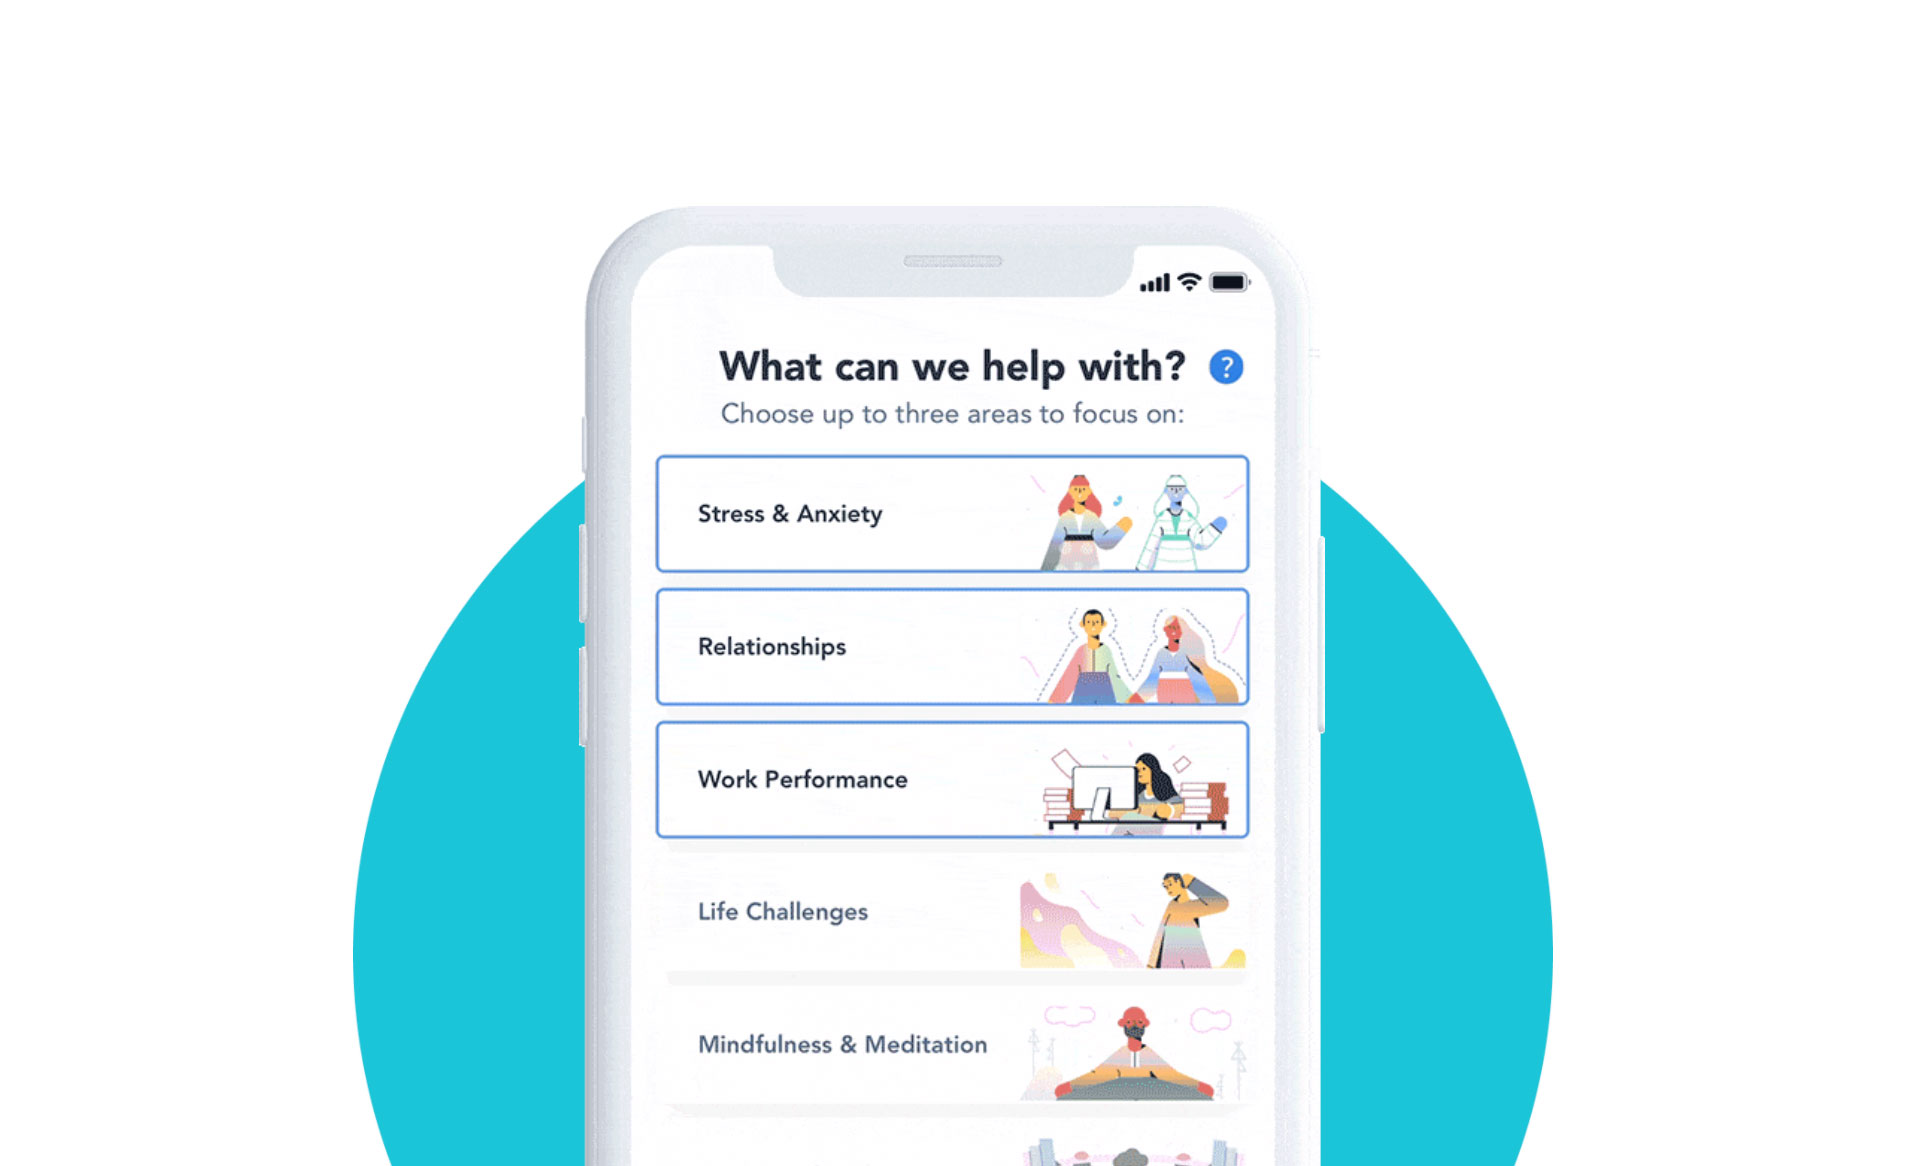 What can we help with? ?
Choose up to three areas to focus on:
Stress & Anxiety
Relationships
Work Performance
Life Challenges
Mindfulness & Meditation